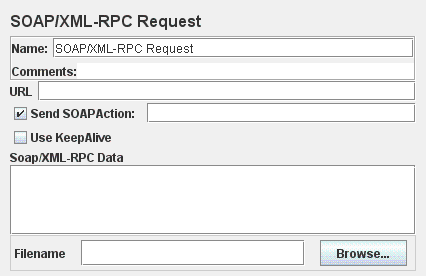 SOAP/XML-RPC Request
Name: SOAP/XML-RPC Request
Comments:
URL
Send SOAPAction:
Use KeepAlive
Soap/XML-RPC Data
Filename Browse...